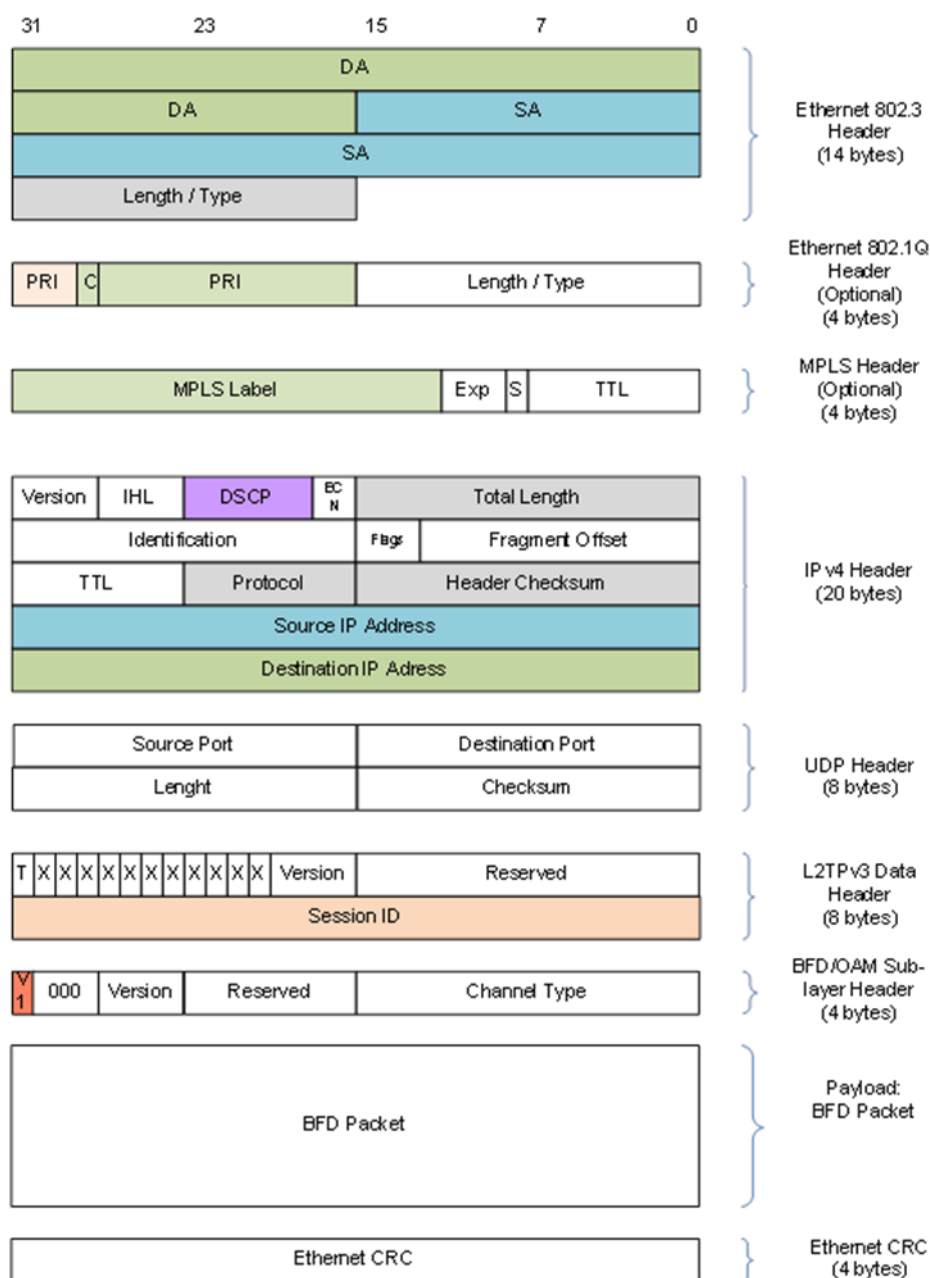 31 23 15 7 0
DA
DA SA
SA
Length / Type
Ethernet 802.3
Header
(14 bytes)
PRI C PRI Length / Type
Ethernet 802.1Q
Header
(Optional)
(4 bytes)
MPLS Label Exp S TTL
MPLS Header
(Optional)
(4 bytes)
Version IHL DSCP EC
N Total Length
Identification Flags Fragment Offset
TTL Protocol Header Checksum
Source IP Address
Destination IP Adress
IPv4 Header
(20 bytes)
Source Port Destination Port
Lenght Checksum
UDP Header
(8 bytes)
T X X X X X X X X X X X Version Reserved
Session ID
L2TPv3 Data
Header
(8 bytes)
V
1 000 Version Reserved Channel Type
BFD/OAM Sub-
layer Header
(4 bytes)
BFD Packet
Payload:
BFD Packet
Ethernet CRC
Ethernet CRC
(4 bytes)